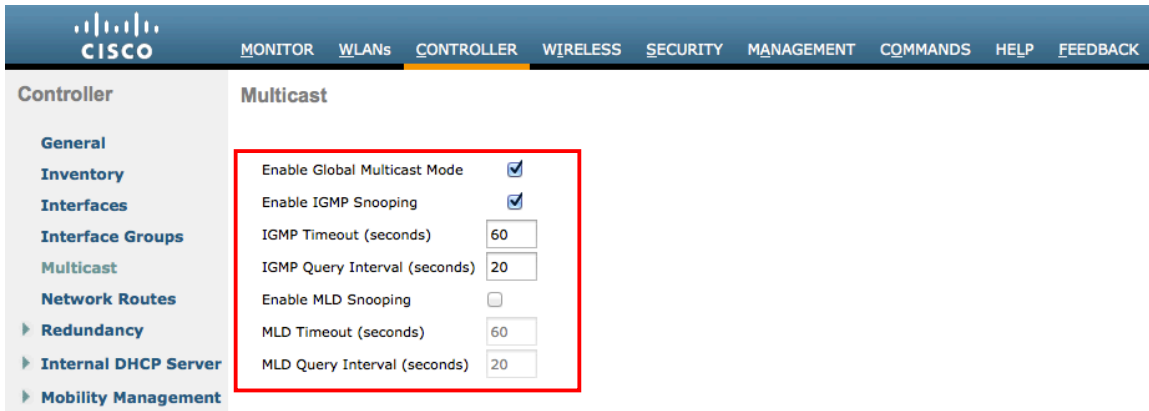 CISCO
MONITOR WLANs CONTROLLER WIRELESS SECURITY MANAGEMENT COMMANDS HELP FEEDBACK
Controller
General
Inventory
Interfaces
Interface Groups
Multicast
Network Routes
Redundancy
Internal DHCP Server
Mobility Management
Multicast
Enable Global Multicast Mode
Enable IGMP Snooping
IGMP Timeout (seconds) 60
IGMP Query Interval (seconds) 20
Enable MLD Snooping
MLD Timeout (seconds) 60
MLD Query Interval (seconds) 20